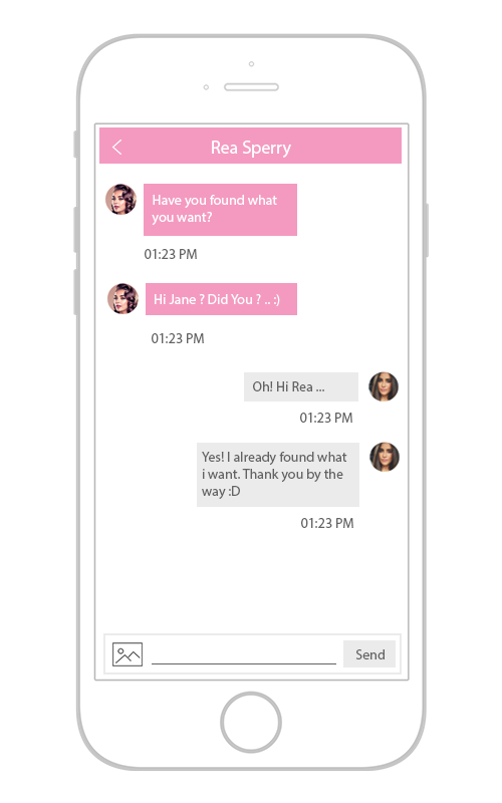 Rea Sperry
Have you found what
you want?
01:23 PM
Hi Jane ? Did You ? .. :)
01:23 PM
Oh! Hi Rea ...
01:23 PM
Yes! I already found what
i want. Thank you by the
way :D
01:23 PM
Send